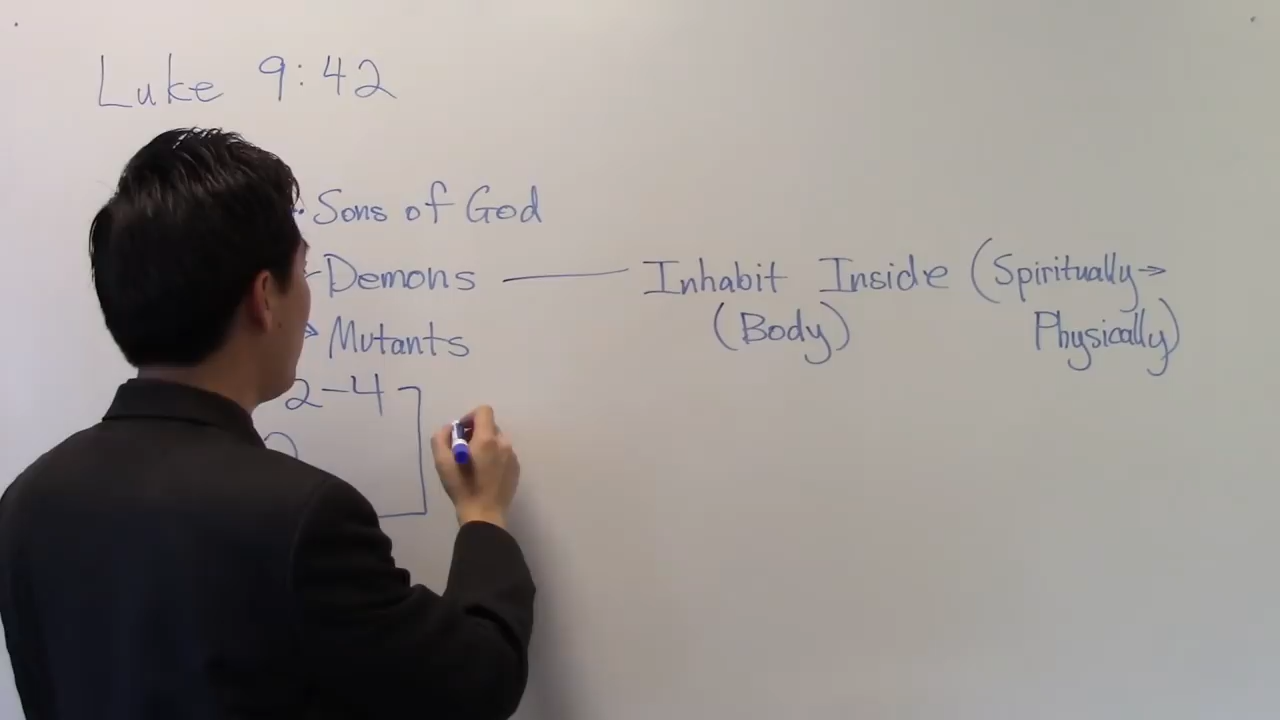 Luke 9:42
Sons of God
Demons — Inhabit Inside (Spiritually →
(Body) Physically)
→ Mutants
2-4